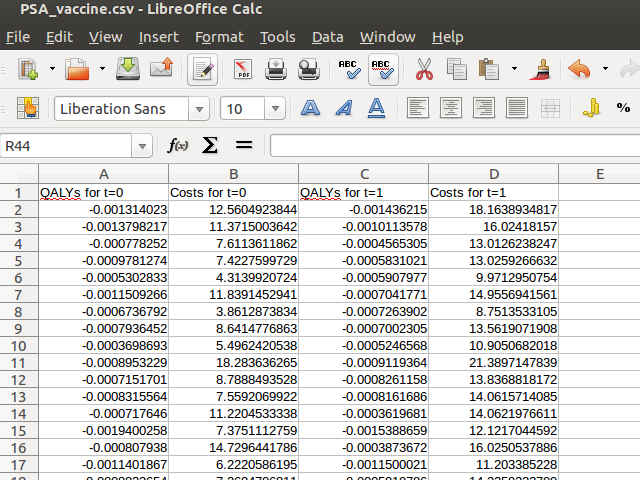 PSA_vaccine.csv - LibreOffice Calc
File Edit View Insert Format Tools Data Window Help
PDF ABC ABC
Liberation Sans 10 %
R44 f(x) Σ =
A B C D E
1 QALYs for t=0 Costs for t=0 QALYs for t=1 Costs for t=1
2 -0.001314023 12.5604923844 -0.001436215 18.1638934817
3 -0.0013798217 11.3715003642 -0.0010113578 16.02418157
4 -0.000778252 7.6113611862 -0.0004565305 13.0126238247
5 -0.0009781274 7.4227599729 -0.0005831021 13.0259266632
6 -0.0005302833 4.3139920724 -0.0005907977 9.9712950754
7 -0.0011509266 11.8391452941 -0.0007041771 14.9556941561
8 -0.0006736792 3.8612873834 -0.0007263902 8.7513533105
9 -0.0007936452 8.6414776863 -0.0007002305 13.5619071908
10 -0.0003698693 5.4962420538 -0.0005246568 10.9050682018
11 -0.0008953229 18.283636265 -0.0009119364 21.3897147839
12 -0.0007151701 8.7888493528 -0.0008261158 13.8368818172
13 -0.0008315564 7.5592069922 -0.0008161686 14.0615714085
14 -0.000717646 11.2204533338 -0.0003619681 14.0621976611
15 -0.0019400258 7.3751112759 -0.0015388659 12.1217044592
16 -0.000807938 14.7296441786 -0.0003873672 16.0250537886
17 -0.0011401867 6.2220586195 -0.0011500021 11.203385228